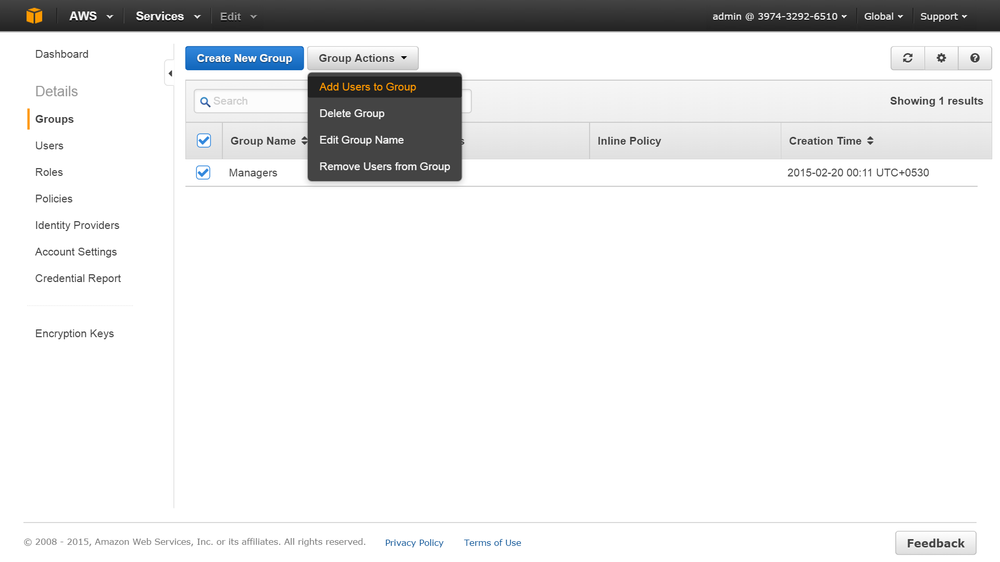 AWS Services Edit admin @ 3974-3292-6510 Global Support
Dashboard
Details
Groups
Users
Roles
Policies
Identity Providers
Account Settings
Credential Report
Encryption Keys
Create New Group Group Actions
Add Users to Group
Delete Group
Edit Group Name
Remove Users from Group
Search
Showing 1 results
Group Name s Inline Policy Creation Time
Managers 2015-02-20 00:11 UTC+0530
© 2008 - 2015, Amazon Web Services, Inc. or its affiliates. All rights reserved. Privacy Policy Terms of Use Feedback